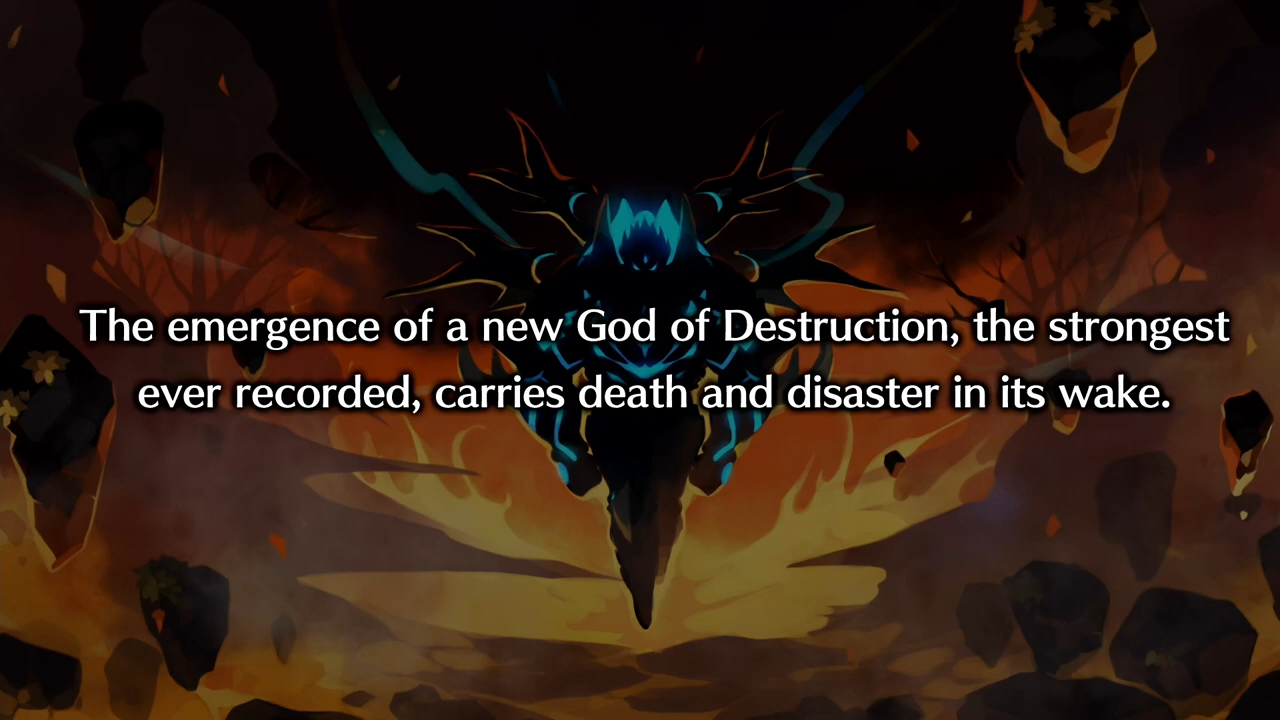 The emergence of a new God of Destruction, the strongest
ever recorded, carries death and disaster in its wake.